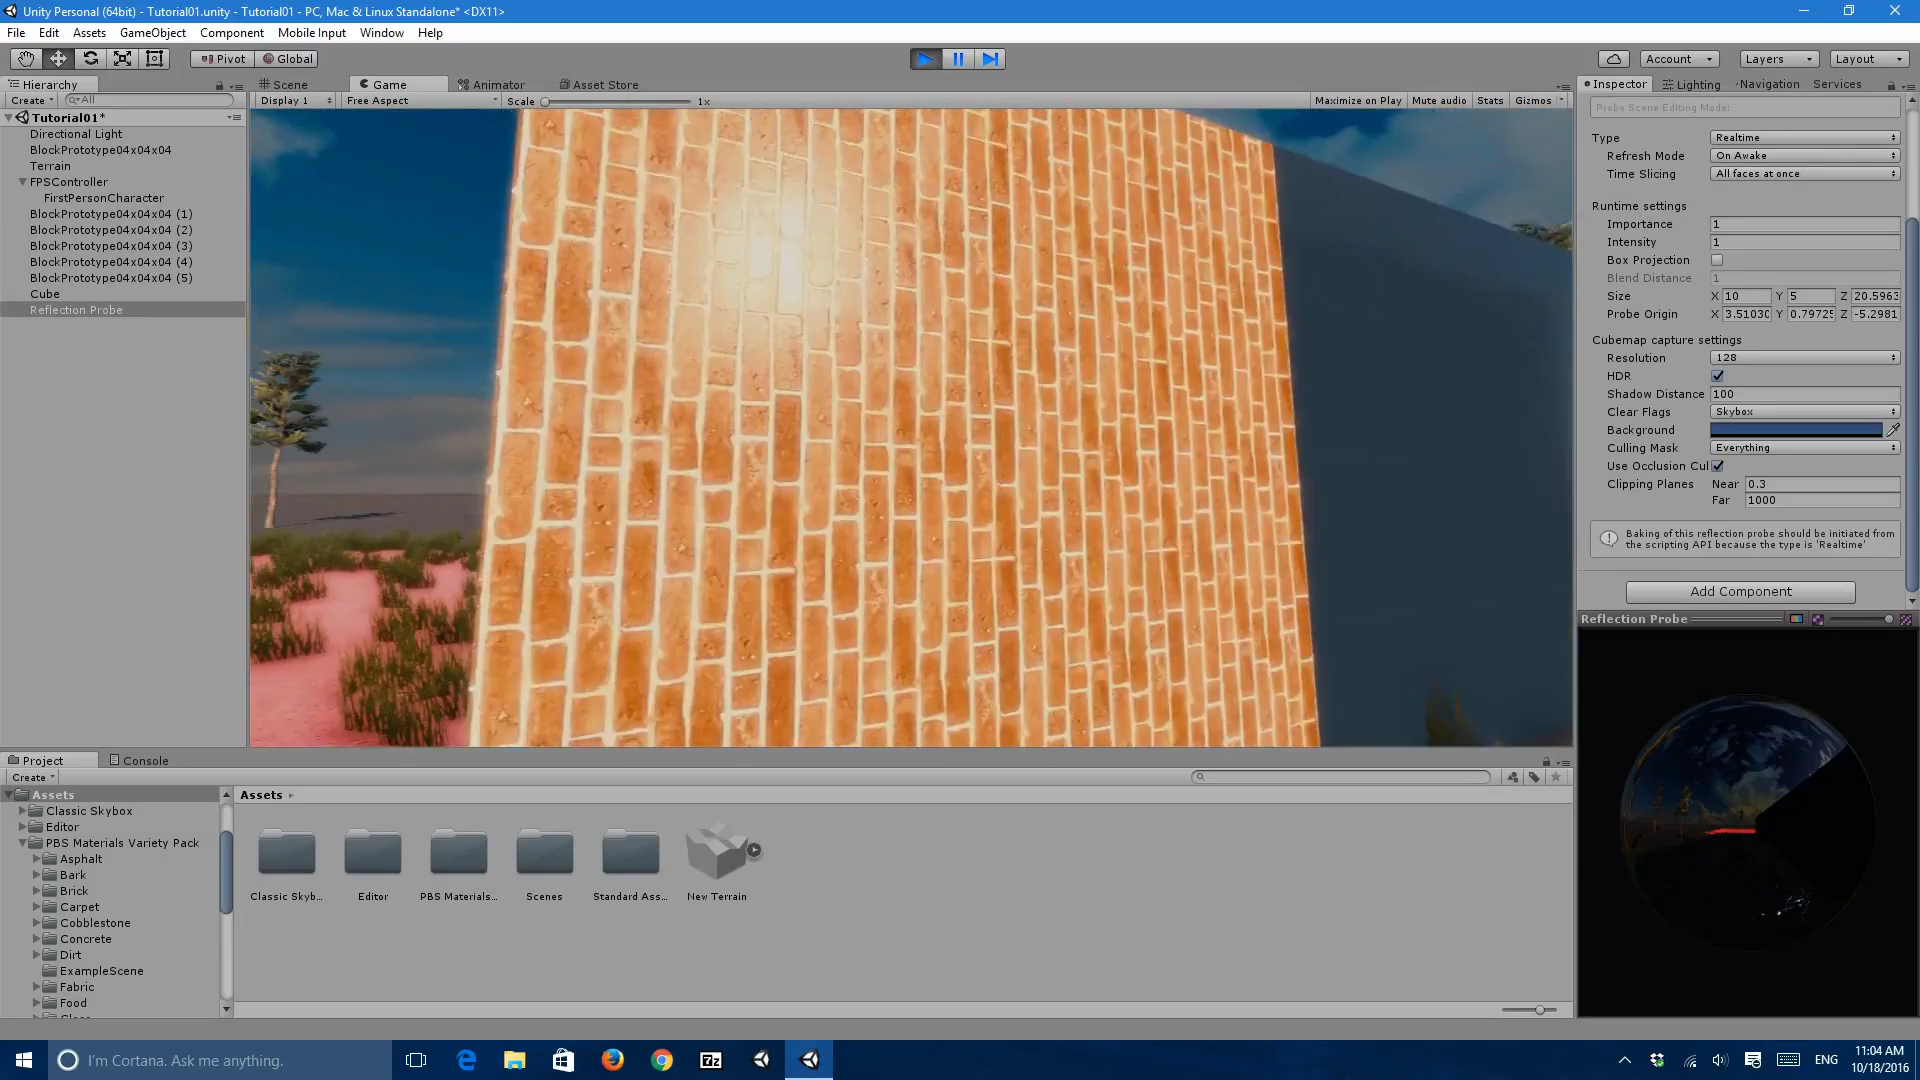 Unity Personal (64bit) - Tutorial01.unity - Tutorial01 - PC, Mac & Linux Standalone* <DX11>
File Edit Assets GameObject Component Mobile Input Window Help
Pivot Global Account Layers Layout
Hierarchy Scene Game Animator Asset Store Inspector Lighting Navigation Services
Create All Display 1 Free Aspect Scale 1x Maximize on Play Mute audio Stats Gizmos
Probe Scene Editing Mode:
Tutorial01*
Directional Light
BlockPrototype04x04x04
Terrain
FPSController
FirstPersonCharacter
BlockPrototype04x04x04 (1)
BlockPrototype04x04x04 (2)
BlockPrototype04x04x04 (3)
BlockPrototype04x04x04 (4)
BlockPrototype04x04x04 (5)
Cube
Reflection Probe
Type Realtime
Refresh Mode On Awake
Time Slicing All faces at once
Runtime settings
Importance 1
Intensity 1
Box Projection
Blend Distance 1
Size X 10 Y 5 Z 20.5963
Probe Origin X 3.5103 Y 0.7972 Z -5.2981
Cubemap capture settings
Resolution 128
HDR
Shadow Distance 100
Clear Flags Skybox
Background
Culling Mask Everything
Use Occlusion Cul
Clipping Planes Near 0.3
Far 1000
Baking of this reflection probe should be initiated from
the scripting API because the type is 'Realtime'
Add Component
Reflection Probe
Project Console
Create
Assets
Classic Skybox
Editor
PBS Materials Variety Pack
Asphalt
Bark
Brick
Carpet
Cobblestone
Concrete
Dirt
ExampleScene
Fabric
Food
Assets
Classic Skyb...
Editor
PBS Materials...
Scenes
Standard Ass...
New Terrain
I'm Cortana. Ask me anything.
7z
ENG
11:04 AM
10/18/2016